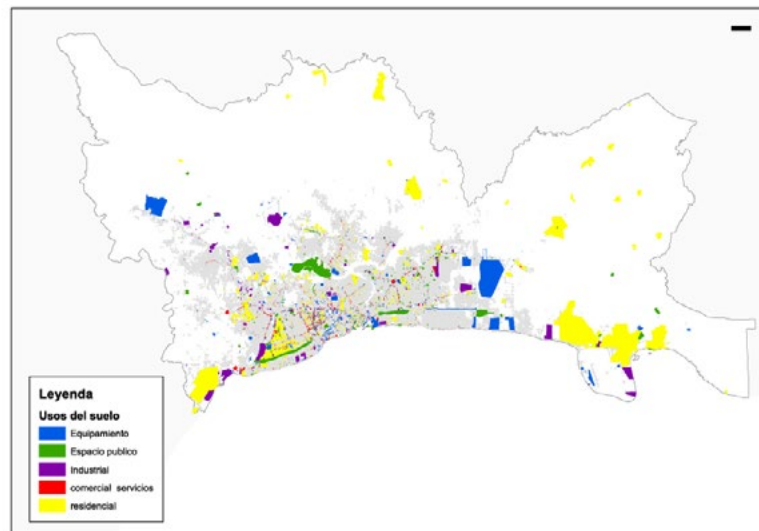 Leyenda
Usos del suelo
Equipamiento
Espacio publico
Industrial
comercial servicios
residencial